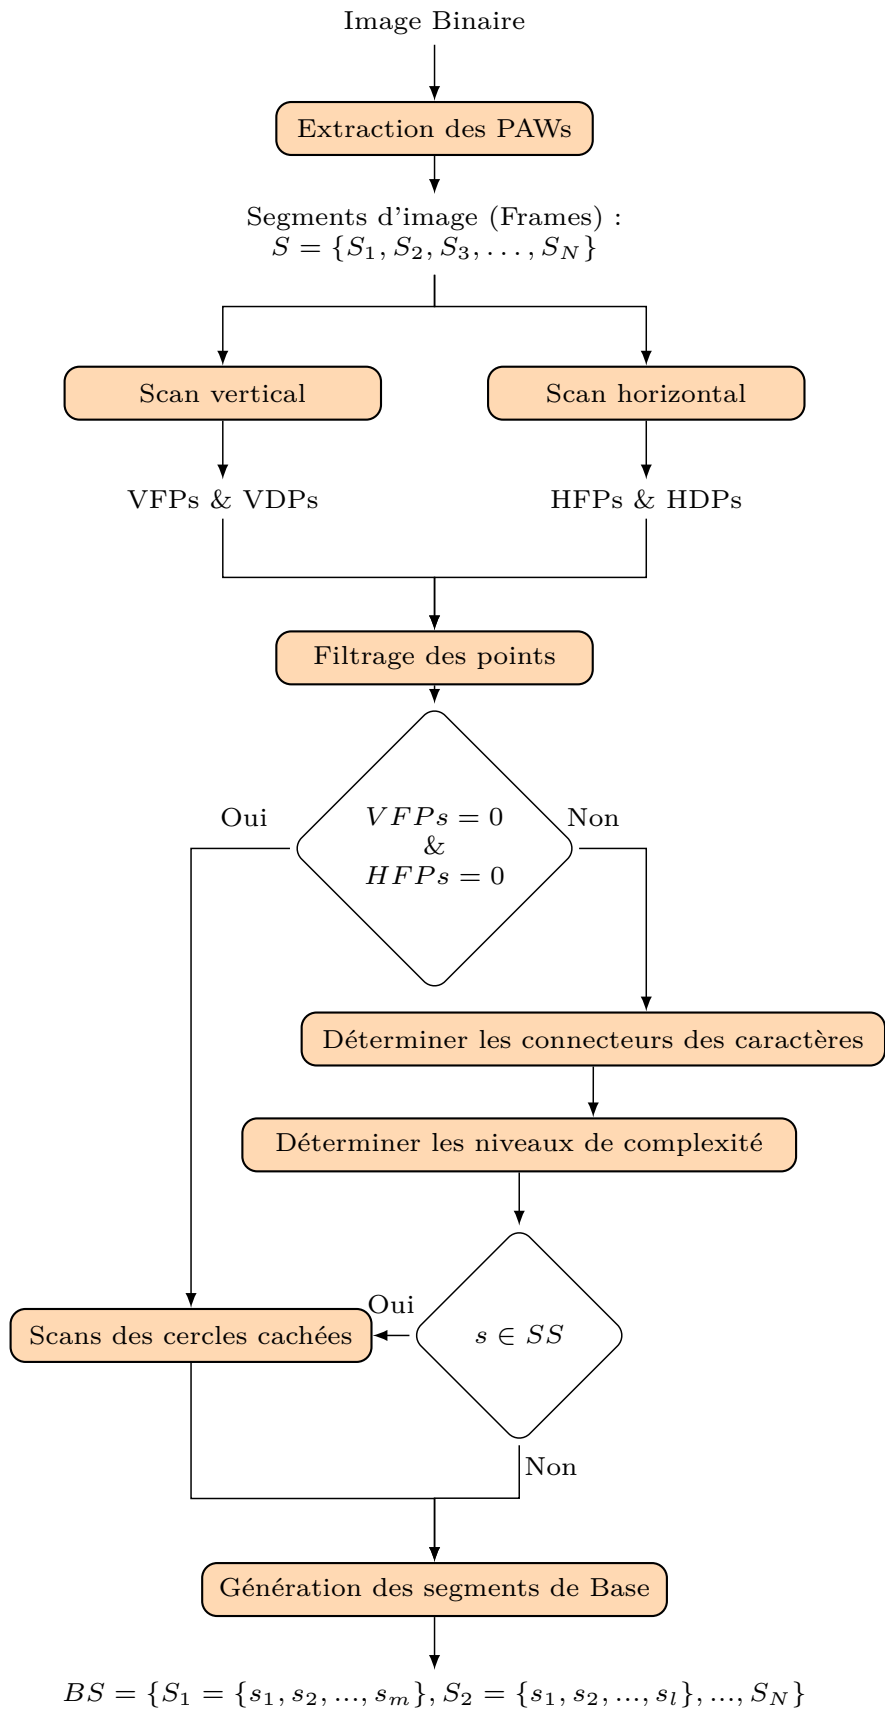 Image Binaire
Extraction des PAWs
Segments d'image (Frames) :
S = {S₁, S₂, S₃, . . . , S_N}
Scan vertical
Scan horizontal
VFPs & VDPs
HFPs & HDPs
Filtrage des points
Oui
VFPs = 0
&
HFPs = 0
Non
Déterminer les connecteurs des caractères
Déterminer les niveaux de complexité
Oui
Scans des cercles cachées
s ∈ SS
Non
Génération des segments de Base
BS = {S₁ = {s₁, s₂, ..., s_m}, S₂ = {s₁, s₂, ..., s_l}, ..., S_N}